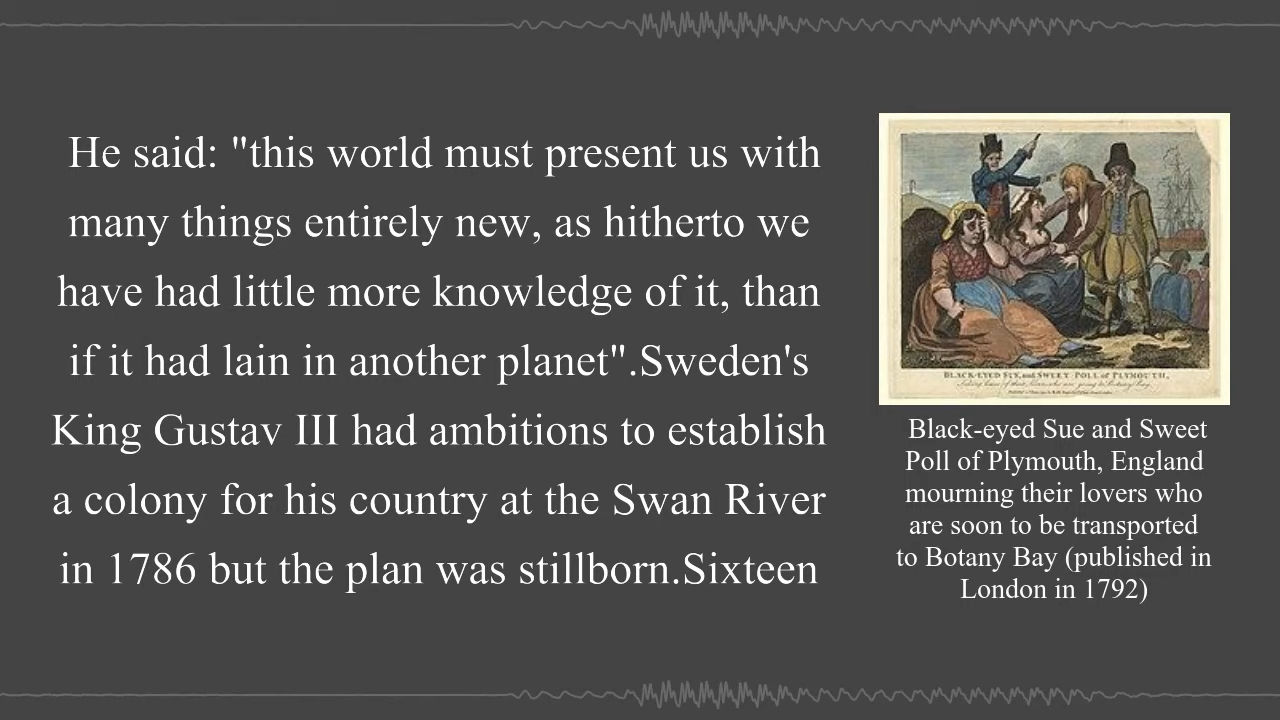 He said: "this world must present us with
many things entirely new, as hitherto we
have had little more knowledge of it, than
if it had lain in another planet".Sweden's
King Gustav III had ambitions to establish
a colony for his country at the Swan River
in 1786 but the plan was stillborn.Sixteen
BLACK-EYED SUE, and SWEET POLL of PLYMOUTH,
Black-eyed Sue and Sweet
Poll of Plymouth, England
mourning their lovers who
are soon to be transported
to Botany Bay (published in
London in 1792)